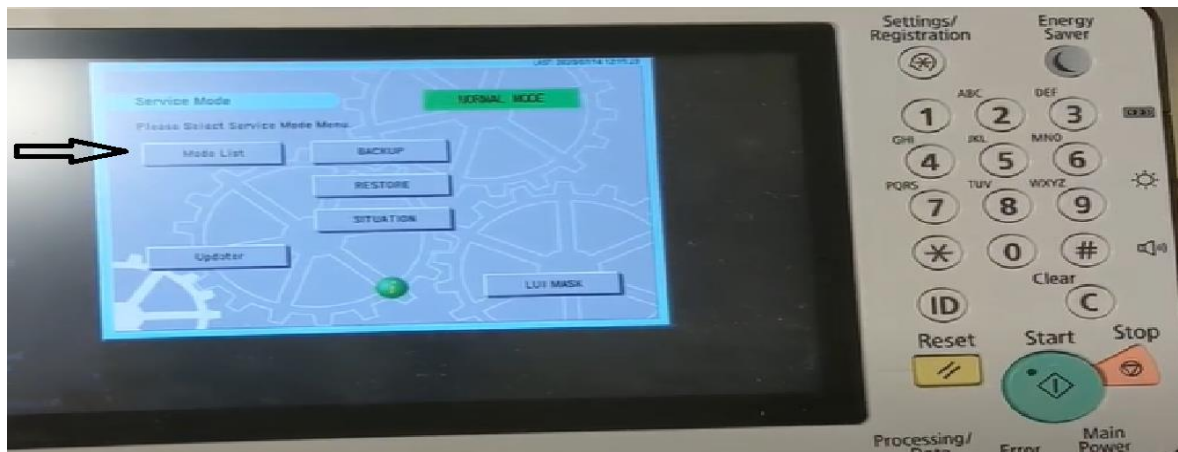 Service Mode
NORMAL MODE
Please Select Service Mode Menu
Mode List
BACKUP
RESTORE
SITUATION
Updater
LUI MASK
Settings/
Registration
Energy
Saver
1
ABC
2
DEF
3
GHI
4
JKL
5
MNO
6
PQRS
7
TUV
8
WXYZ
9
0
#
Clear
ID
C
Reset
Start
Stop
Processing/
Data
Error
Main
Power